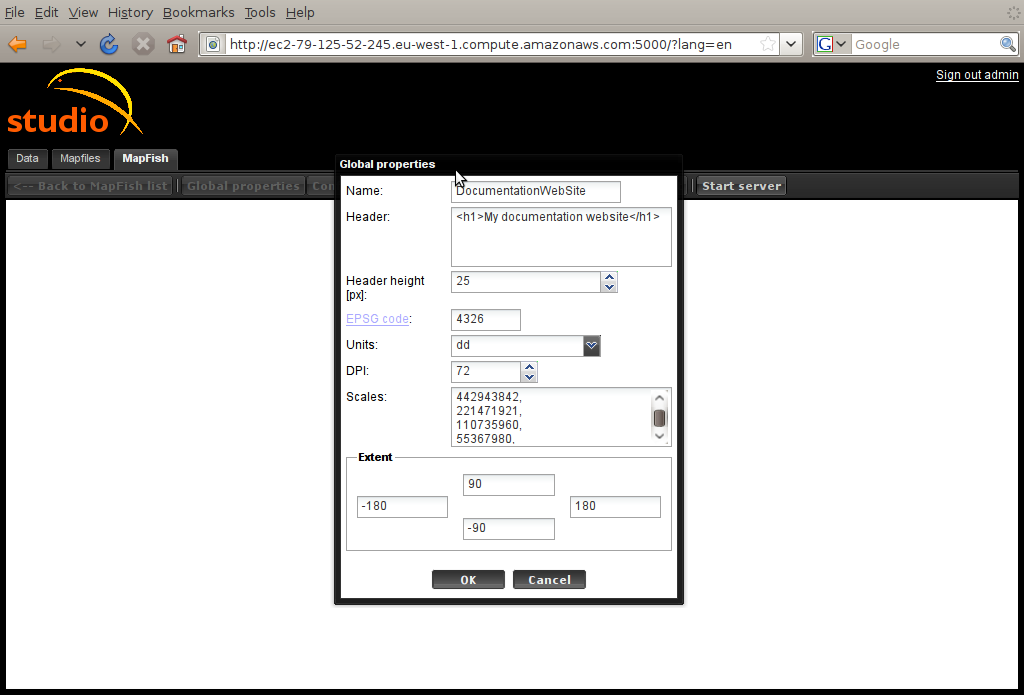 File Edit View History Bookmarks Tools Help
http://ec2-79-125-52-245.eu-west-1.compute.amazonaws.com:5000/?lang=en
G Google
Sign out admin
studio
Data Mapfiles MapFish
<-- Back to MapFish list Global properties Con Start server
Global properties
Name: DocumentationWebSite
Header: <h1>My documentation website</h1>
Header height 25
[px]:
EPSG code: 4326
Units: dd
DPI: 72
Scales: 442943842,
221471921,
110735960,
55367980,
Extent
90
-180 180
-90
OK Cancel